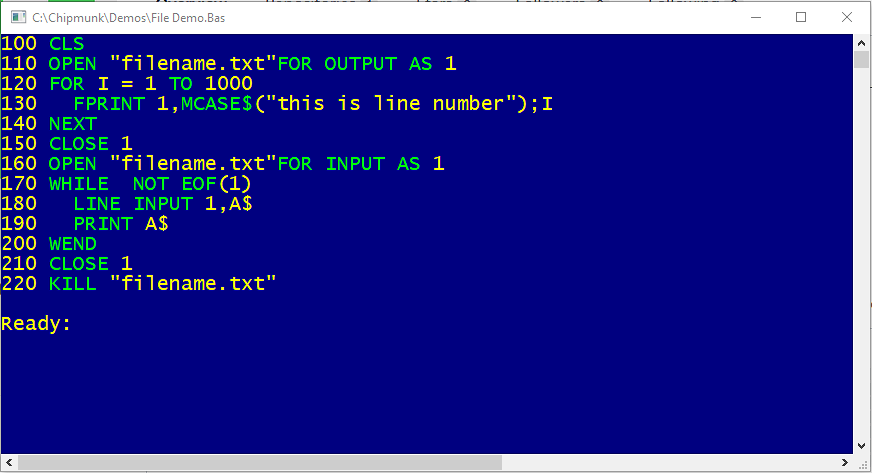 C:\Chipmunk\Demos\File Demo.Bas
100 CLS
110 OPEN "filename.txt"FOR OUTPUT AS 1
120 FOR I = 1 TO 1000
130   FPRINT 1,MCASE$("this is line number");I
140 NEXT
150 CLOSE 1
160 OPEN "filename.txt"FOR INPUT AS 1
170 WHILE  NOT EOF(1)
180   LINE INPUT 1,A$
190   PRINT A$
200 WEND
210 CLOSE 1
220 KILL "filename.txt"
Ready: